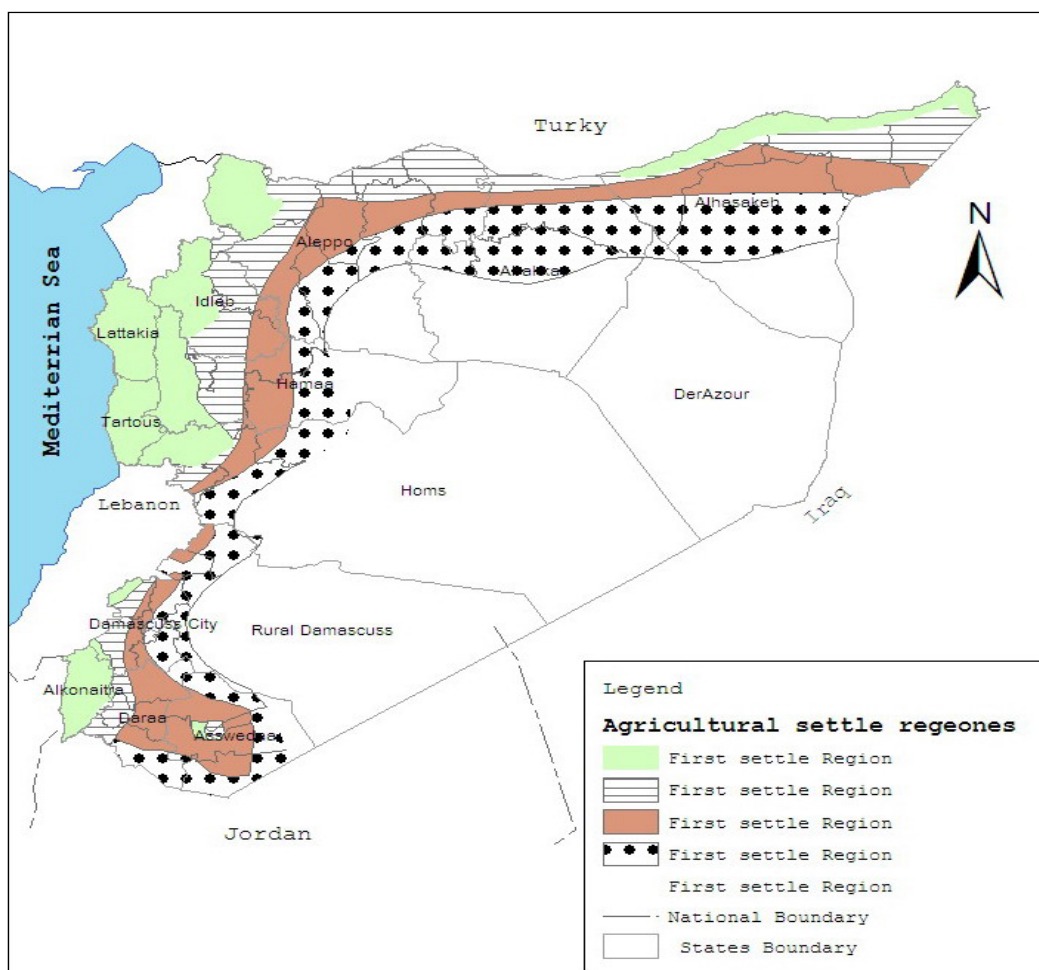 Turky
N
Mediterrian Sea
Alhasakeh
Aleppo
Idleb
Lattakia
Hamaa
DerAzour
Tartous
Homs
Lebanon
Iraq
Damascuss City
Rural Damascuss
Alkonaitra
Daraa
Asswedaa
Jordan
Legend
Agricultural settle regeones
First settle Region
First settle Region
First settle Region
First settle Region
First settle Region
National Boundary
States Boundary